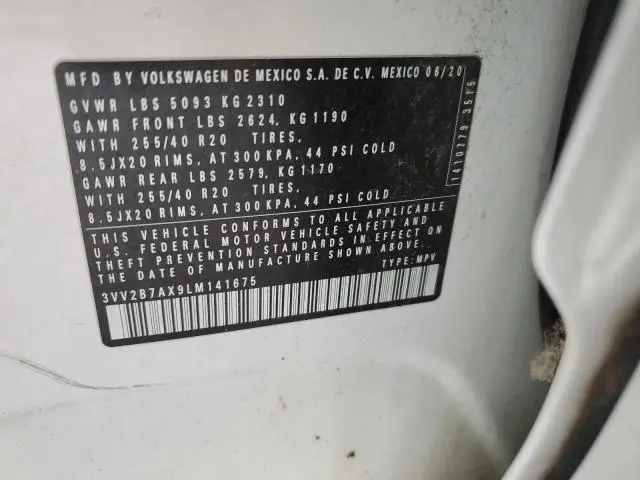 MFD BY VOLKSWAGEN DE MEXICO S.A. DE C.V. MEXICO 06/20
GVWR LBS 5093 KG 2310
GAWR FRONT LBS 2624, KG 1190
WITH 255/40 R20 TIRES,
8.5JX20 RIMS, AT 300 KPA, 44 PSI COLD
GAWR REAR LBS 2579, KG 1170
WITH 255/40 R20 TIRES,
8.5JX20 RIMS, AT 300 KPA, 44 PSI COLD
THIS VEHICLE CONFORMS TO ALL APPLICABLE
U.S. FEDERAL MOTOR VEHICLE SAFETY AND
THEFT PREVENTION STANDARDS IN EFFECT ON
THE DATE OF MANUFACTURE SHOWN ABOVE.
3VV2B7AX9LM141675 TYPE: MPV
1410779 3515